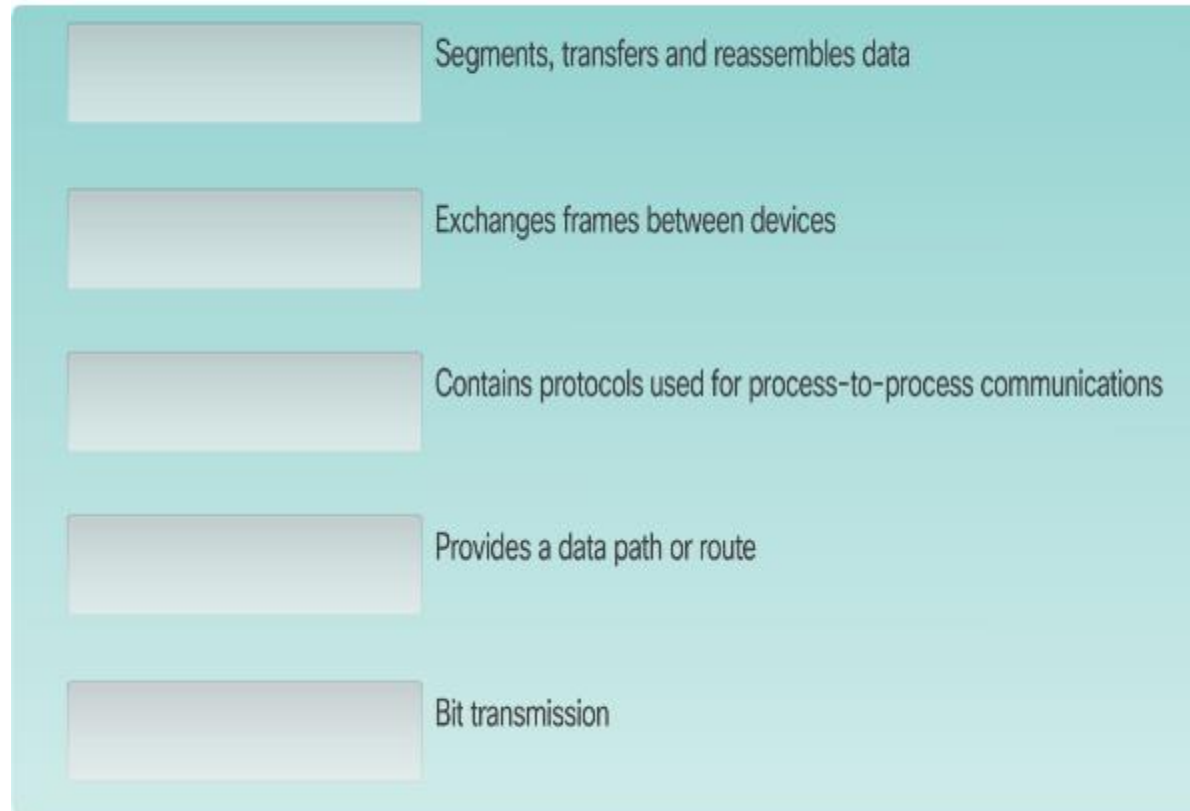 Segments, transfers and reassembles data
Exchanges frames between devices
Contains protocols used for process-to-process communications
Provides a data path or route
Bit transmission